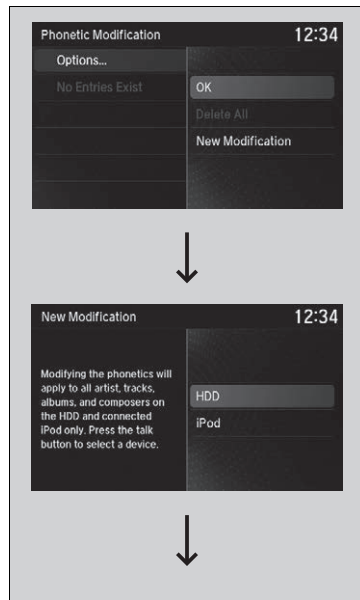 Phonetic Modification 12:34
Options...
No Entries Exist
OK
Delete All
New Modification
New Modification 12:34
Modifying the phonetics will
apply to all artist, tracks,
albums, and composers on
the HDD and connected
iPod only. Press the talk
button to select a device.
HDD
iPod